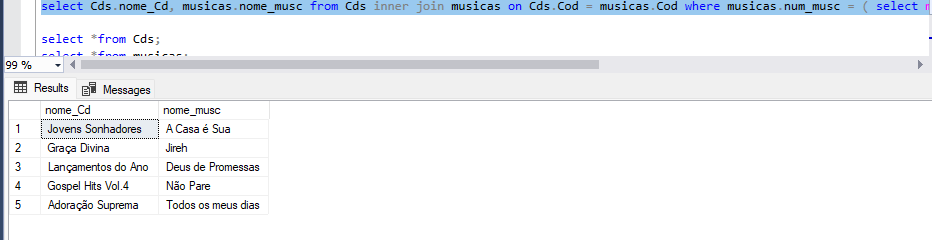 select Cds.nome_Cd, musicas.nome_musc from Cds inner join musicas on Cds.Cod = musicas.Cod where musicas.num_musc = ( select m
select *from Cds;
select *from musicas;
99 %
Results Messages
nome_Cd nome_musc
1 Jovens Sonhadores A Casa é Sua
2 Graça Divina Jireh
3 Lançamentos do Ano Deus de Promessas
4 Gospel Hits Vol.4 Não Pare
5 Adoração Suprema Todos os meus dias